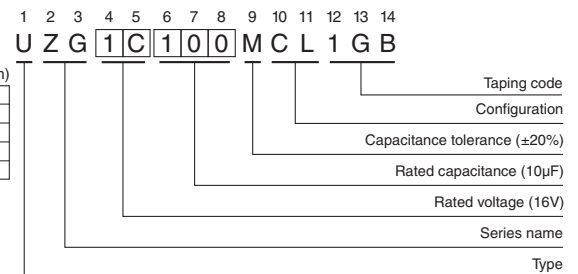 1 2 3 4 5 6 7 8 9 10 11 12 13 14
U Z G 1 C 1 0 0 M C L 1 G B
Taping code
Configuration
Capacitance tolerance (±20%)
Rated capacitance (10µF)
Rated voltage (16V)
Series name
Type